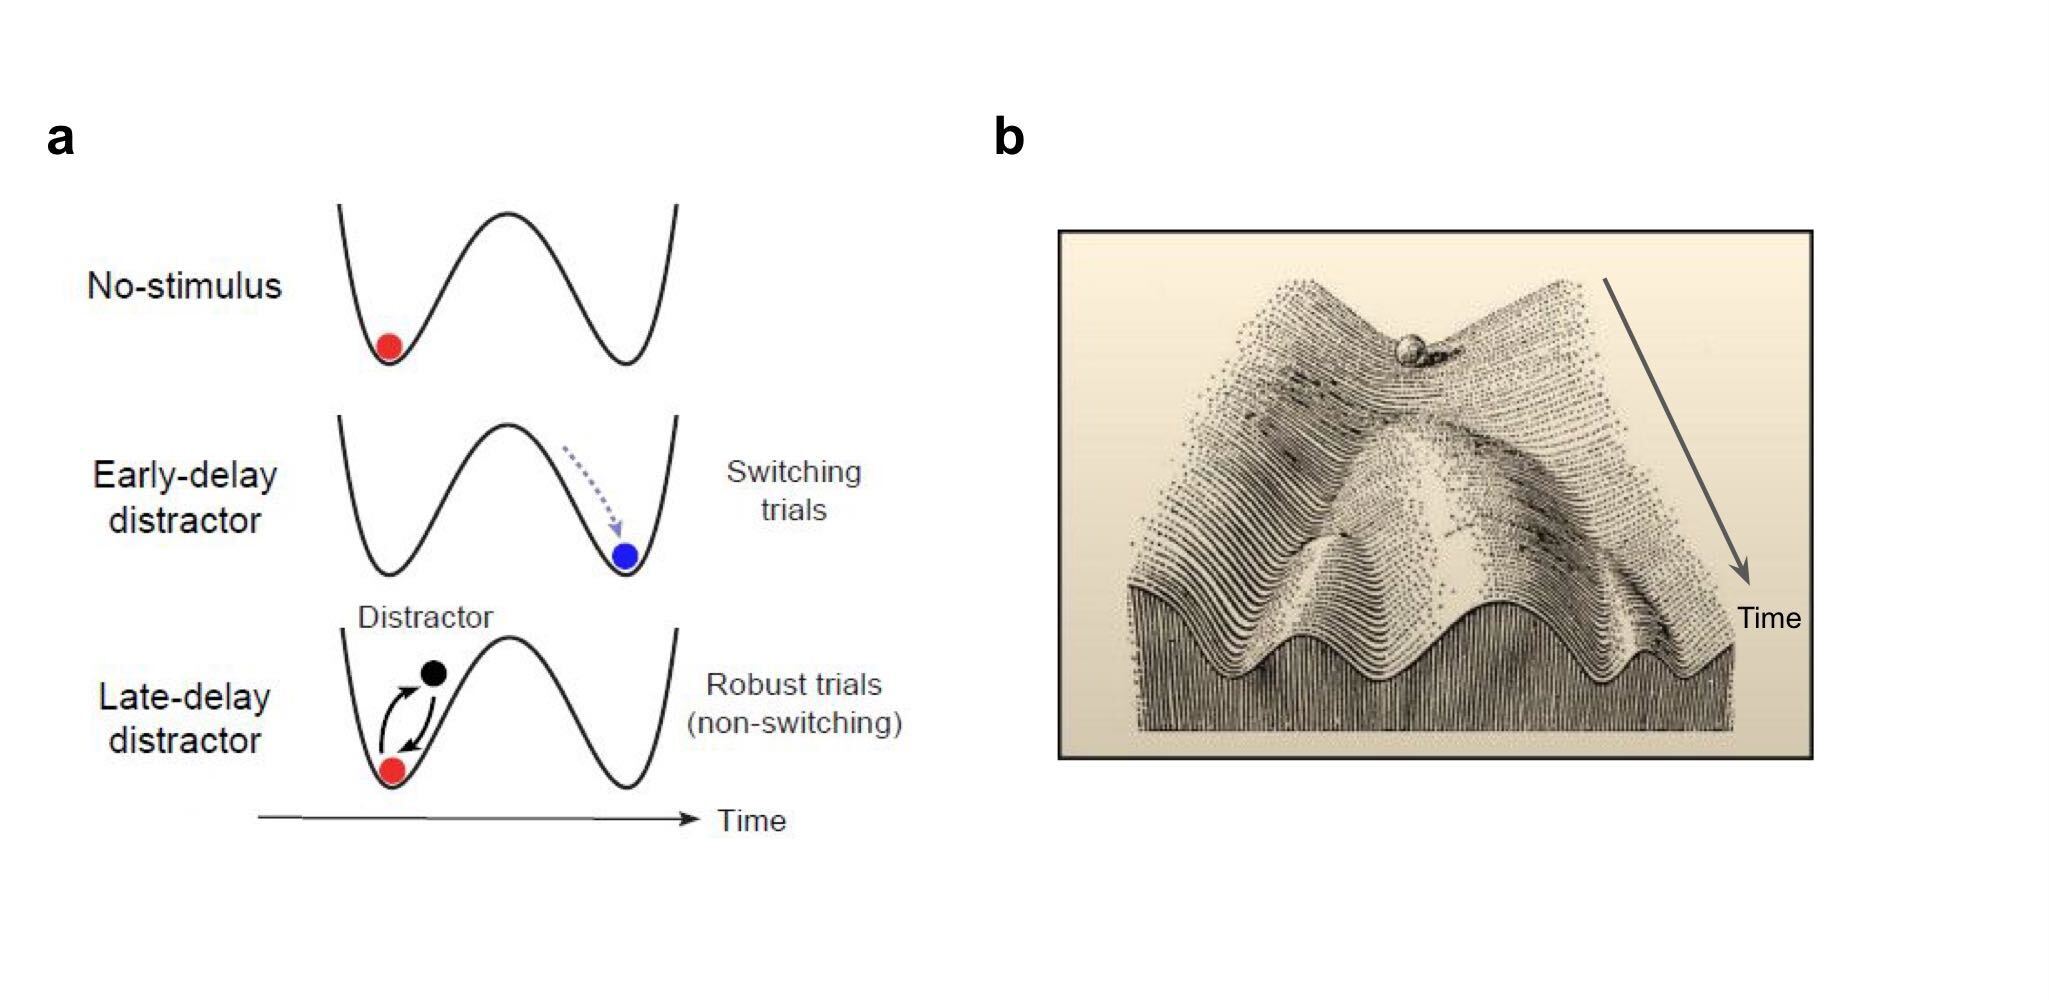 a
No-stimulus
Early-delay
distractor
Switching
trials
Distractor
Late-delay
distractor
Robust trials
(non-switching)
Time
b
Time